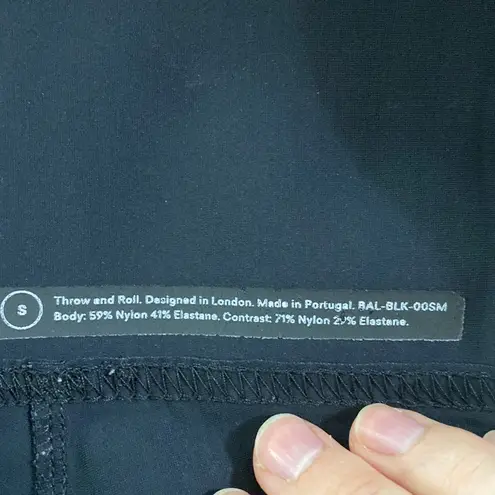 S
Throw and Roll. Designed in London. Made in Portugal. BAL-BLK-00SM
Body: 59% Nylon 41% Elastane. Contrast: 71% Nylon 29% Elastane.